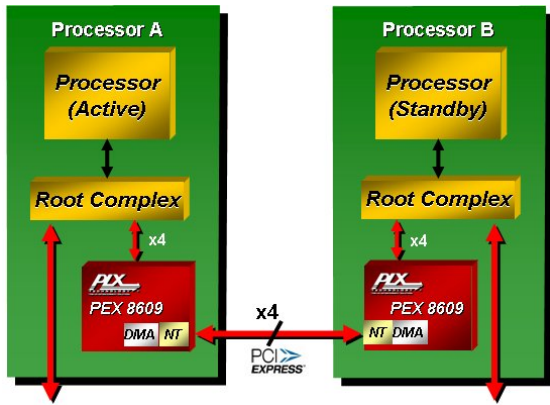 Processor A
Processor
(Active)
Root Complex
x4
PLX
PEX 8609
DMA NT
x4
PCI
EXPRESS®
Processor B
Processor
(Standby)
Root Complex
x4
PLX
PEX 8609
NT DMA